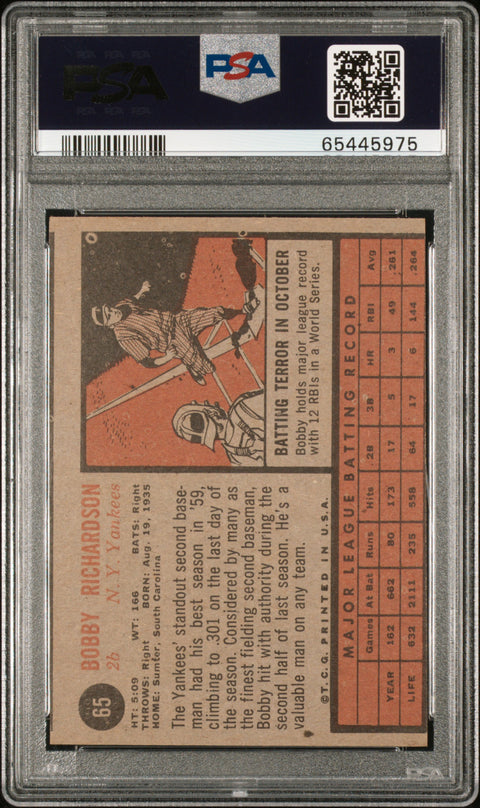 PSA
PSA
65445975
65
BOBBY RICHARDSON
2b N. Y. Yankees
HT: 5:09 WT: 166 BATS: Right
THROWS: Right BORN: Aug. 19, 1935
HOME: Sumter, South Carolina
The Yankees' standout second base-
man had his best season in '59,
climbing to .301 on the last day of
the season. Considered by many as
the finest fielding second baseman,
Bobby hit with authority during the
second half of last season. He's a
valuable man on any team.
©T.C.G. PRINTED IN U.S.A.
BATTING TERROR IN OCTOBER
Bobby holds major league record
with 12 RBIs in a World Series.
MAJOR LEAGUE BATTING RECORD
Games At Bat Runs Hits 2B 3B HR RBI Avg
YEAR 162 662 80 173 17 5 3 49 .261
LIFE 632 2111 235 558 64 17 6 144 .264
PSA